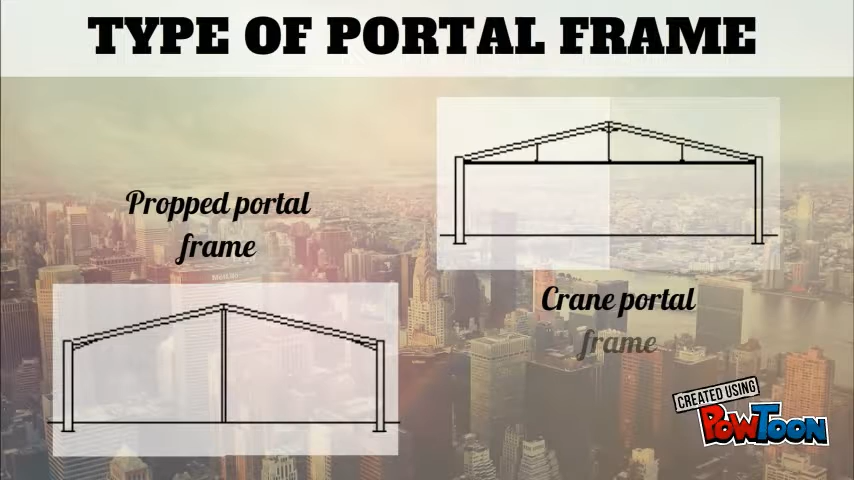 TYPE OF PORTAL FRAME
Propped portal
frame
Crane portal
frame
CREATED USING
POWTOON